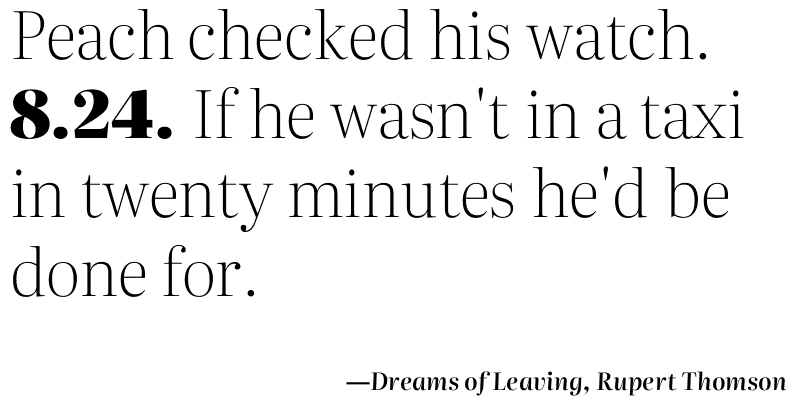 Peach checked his watch.
8.24. If he wasn't in a taxi
in twenty minutes he'd be
done for.
—Dreams of Leaving, Rupert Thomson